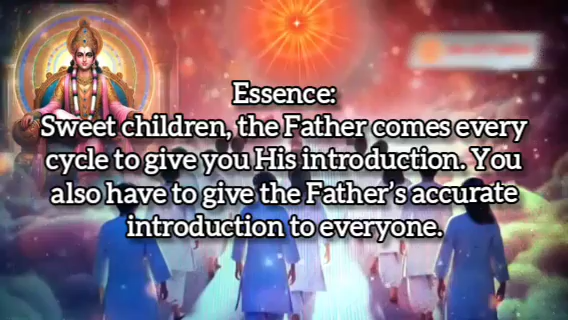 Essence:
Sweet children, the Father comes every
cycle to give you His introduction. You
also have to give the Father's accurate
introduction to everyone.